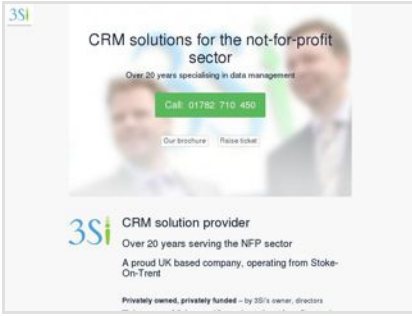 3Si
CRM solutions for the not-for-profit
sector
Over 20 years specialising in data management
Call: 01782 710 450
Our brochure
Raise ticket
3Si
CRM solution provider
Over 20 years serving the NFP sector
A proud UK based company, operating from Stoke-
On-Trent
Privately owned, privately funded – by 3Si's owner, directors